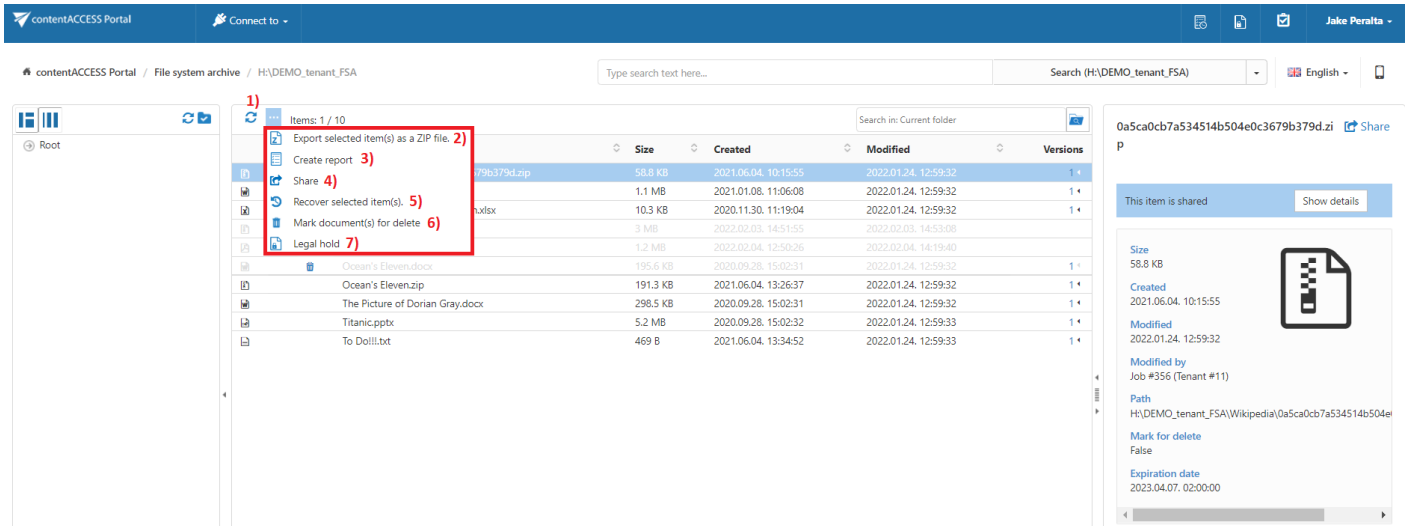 contentACCESS Portal
Connect to
Jake Peralta
contentACCESS Portal / File system archive / H:\DEMO_tenant_FSA
Type search text here...
Search (H:\DEMO_tenant_FSA)
English
Root
1)
Items: 1 / 10
Search in: Current folder
Export selected item(s) as a ZIP file. 2)
Create report 3)
Share 4)
Recover selected item(s). 5)
Mark document(s) for delete 6)
Legal hold 7)
Size Created Modified Versions
679b379d.zip 58.8 KB 2021.06.04. 10:15:55 2022.01.24. 12:59:32 1
1.1 MB 2021.01.08. 11:06:08 2022.01.24. 12:59:32 1
n.xlsx 10.3 KB 2020.11.30. 11:19:04 2022.01.24. 12:59:32 1
3 MB 2022.02.03. 14:51:55 2022.02.03. 14:53:08
1.2 MB 2022.02.04. 12:50:26 2022.02.04. 14:19:40
Ocean's Eleven.docx 195.6 KB 2020.09.28. 15:02:31 2022.01.24. 12:59:32 1
Ocean's Eleven.zip 191.3 KB 2021.06.04. 13:26:37 2022.01.24. 12:59:32 1
The Picture of Dorian Gray.docx 298.5 KB 2020.09.28. 15:02:31 2022.01.24. 12:59:32 1
Titanic.pptx 5.2 MB 2020.09.28. 15:02:32 2022.01.24. 12:59:33 1
To Do!!!.txt 469 B 2021.06.04. 13:34:52 2022.01.24. 12:59:33 1
0a5ca0cb7a534514b504e0c3679b379d.zi Share
p
This item is shared
Show details
Size
58.8 KB
Created
2021.06.04. 10:15:55
Modified
2022.01.24. 12:59:32
Modified by
Job #356 (Tenant #11)
Path
H:\DEMO_tenant_FSA\Wikipedia\0a5ca0cb7a534514b504e
Mark for delete
False
Expiration date
2023.04.07. 02:00:00